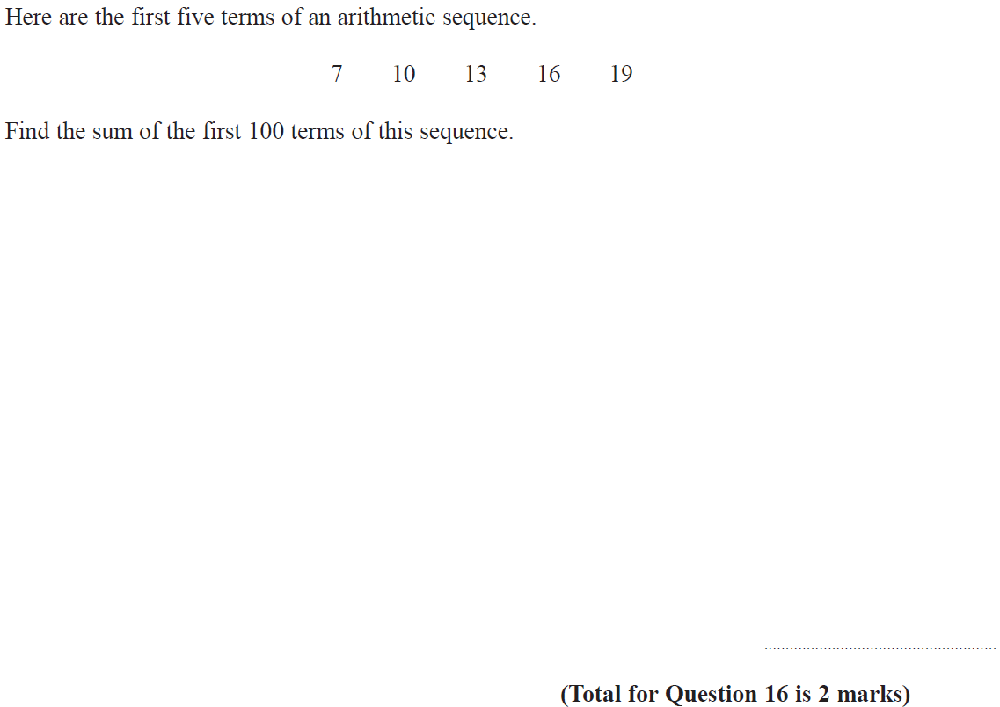 Here are the first five terms of an arithmetic sequence.
7 10 13 16 19
Find the sum of the first 100 terms of this sequence.
(Total for Question 16 is 2 marks)